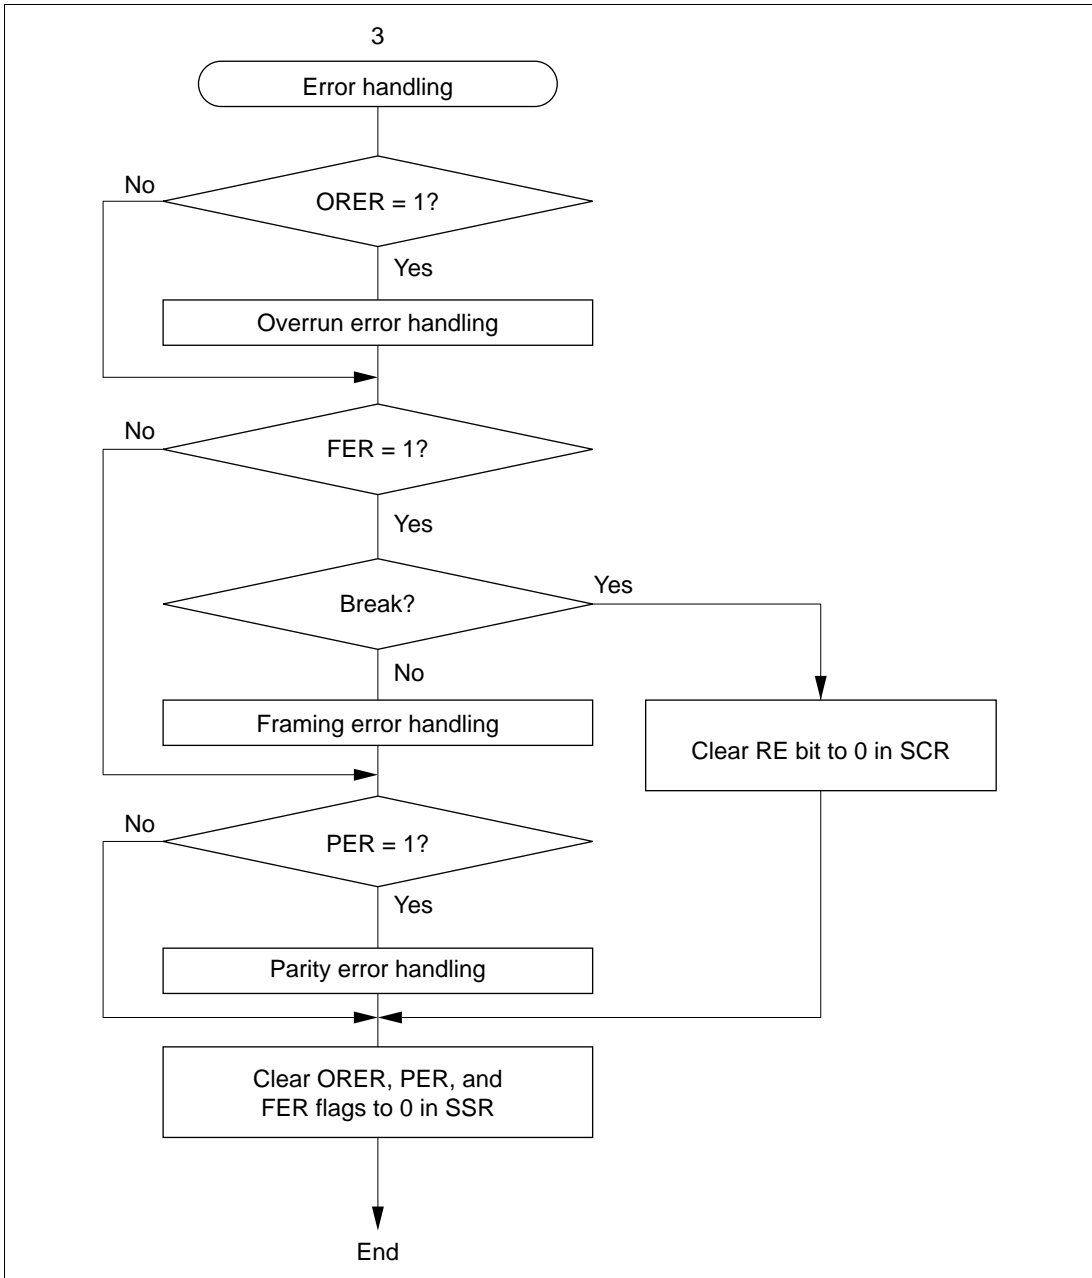 3
Error handling
No
ORER = 1?
Yes
Overrun error handling
No
FER = 1?
Yes
Break?
Yes
No
Framing error handling
Clear RE bit to 0 in SCR
No
PER = 1?
Yes
Parity error handling
Clear ORER, PER, and
FER flags to 0 in SSR
End